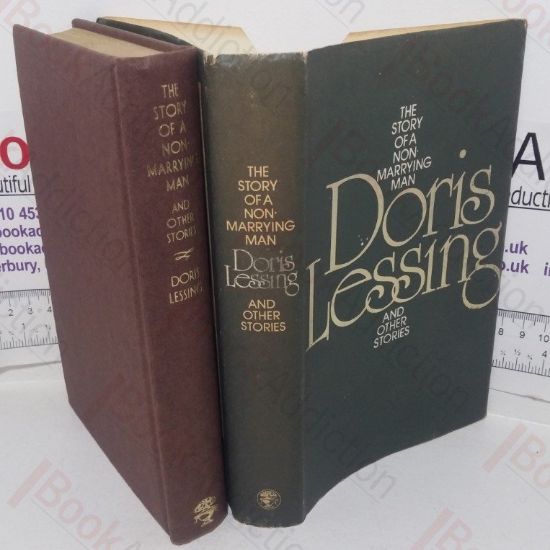 THE
STORY
OF A
NON-
MARRYING
MAN
AND
OTHER
STORIES
DORIS
LESSING
THE
STORY
OF A
NON-
MARRYING
MAN
Doris
Lessing
AND
OTHER
STORIES
THE
STORY
OF A
NON-
MARRYING
MAN
Doris
Lessing
AND
OTHER
STORIES
BookAddiction